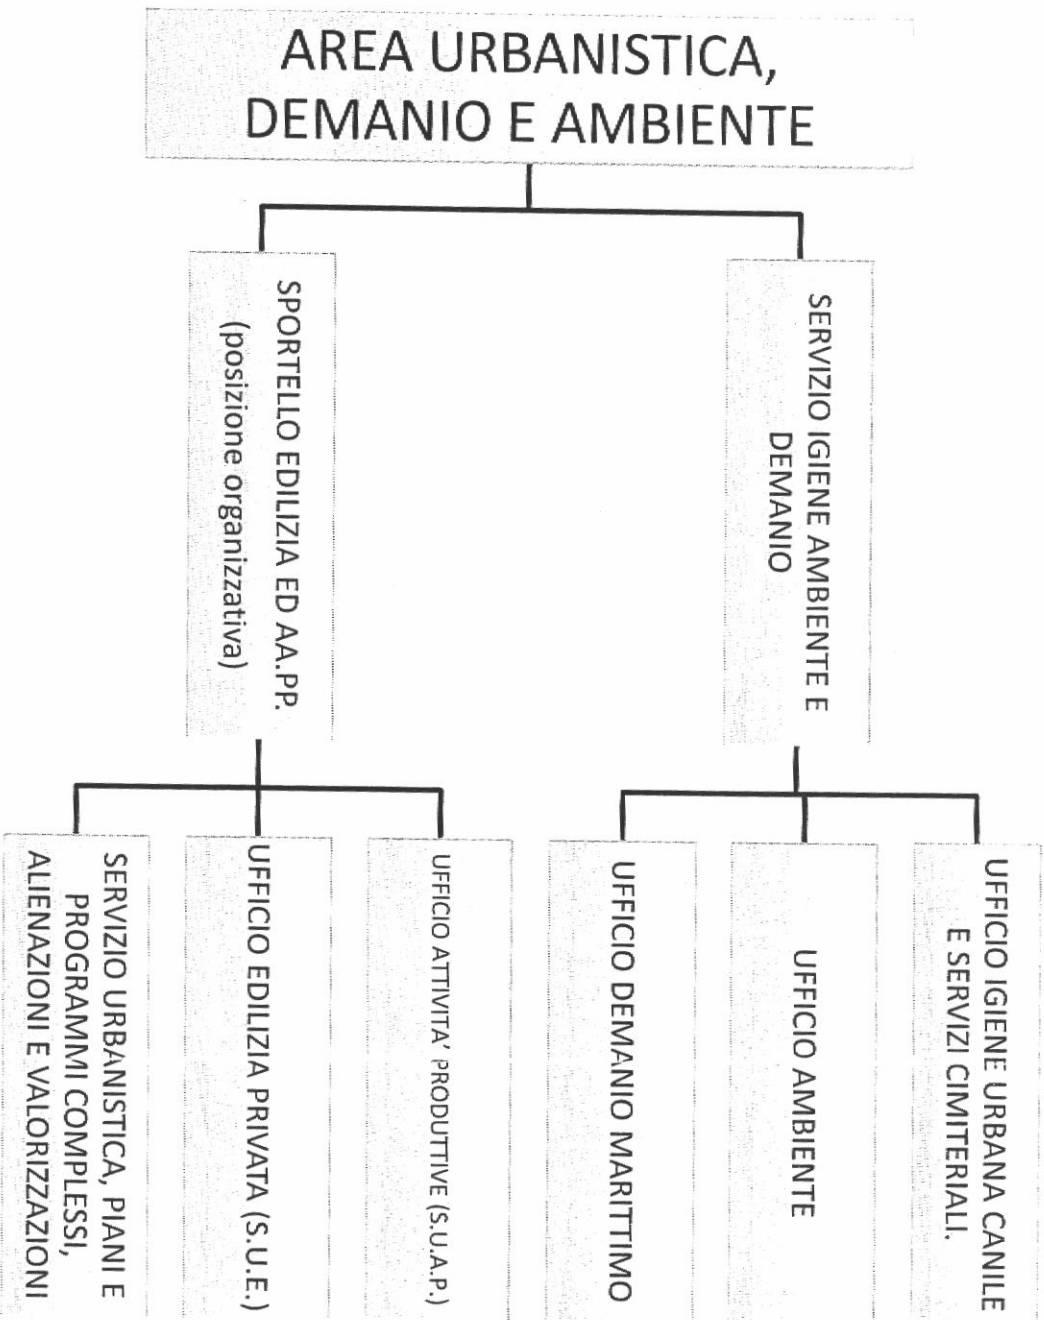 AREA URBANISTICA,
DEMANIO E AMBIENTE
SPORTELLO EDILIZIA ED AA.PP.
(posizione organizzativa)
SERVIZIO IGIENE AMBIENTE E
DEMANIO
SERVIZIO URBANISTICA, PIANI E
PROGRAMMI COMPLESSI,
ALIENAZIONI E VALORIZZAZIONI
UFFICIO EDILIZIA PRIVATA (S.U.E.)
UFFICIO ATTIVITA' PRODUTTIVE (S.U.A.P.)
UFFICIO DEMANIO MARITTIMO
UFFICIO AMBIENTE
UFFICIO IGIENE URBANA CANILE
E SERVIZI CIMITERIALI.